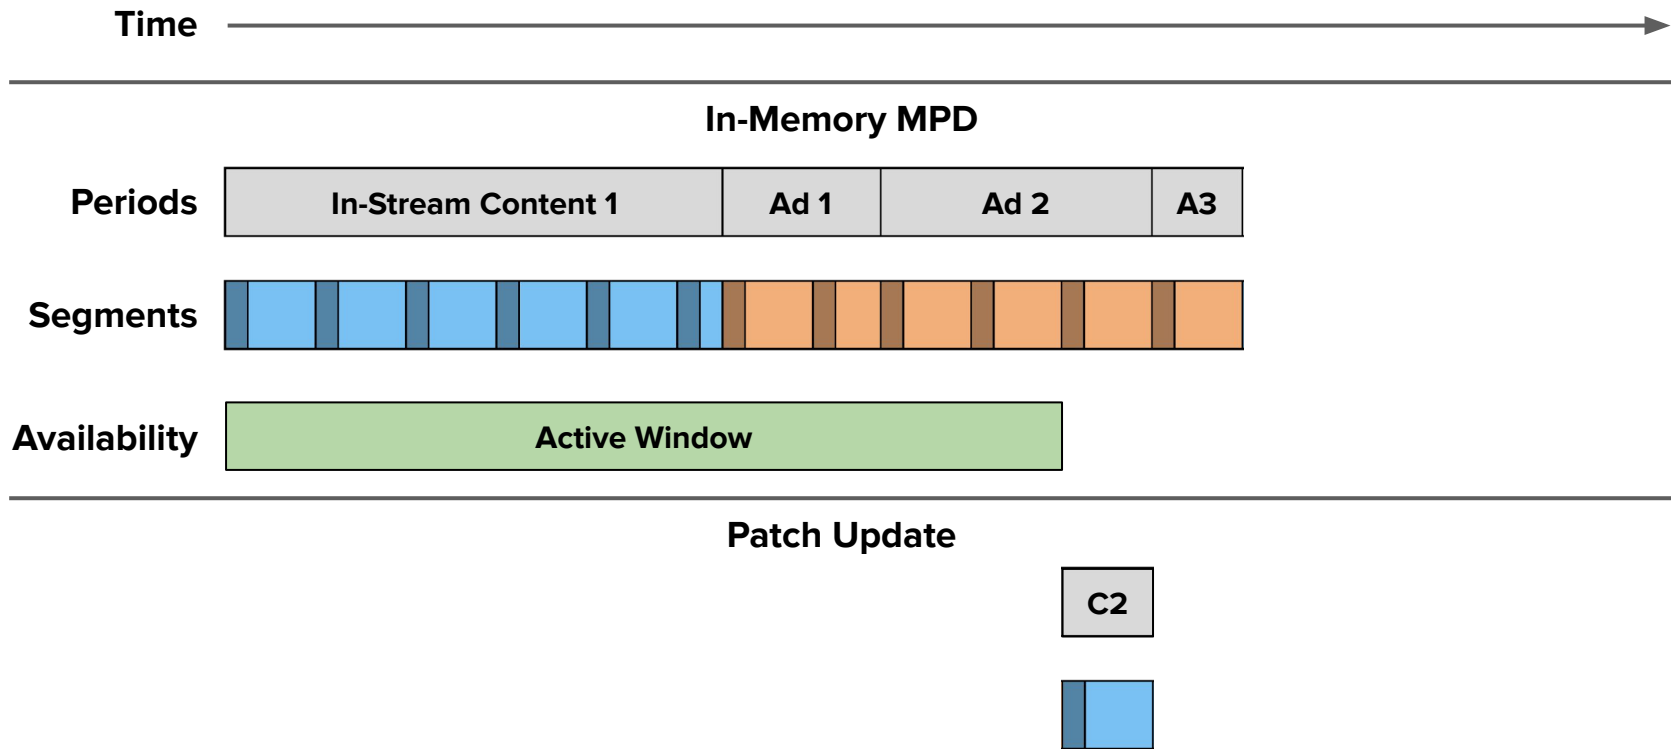 Time
In-Memory MPD
Periods In-Stream Content 1 Ad 1 Ad 2 A3
Segments
Availability Active Window
Patch Update
C2